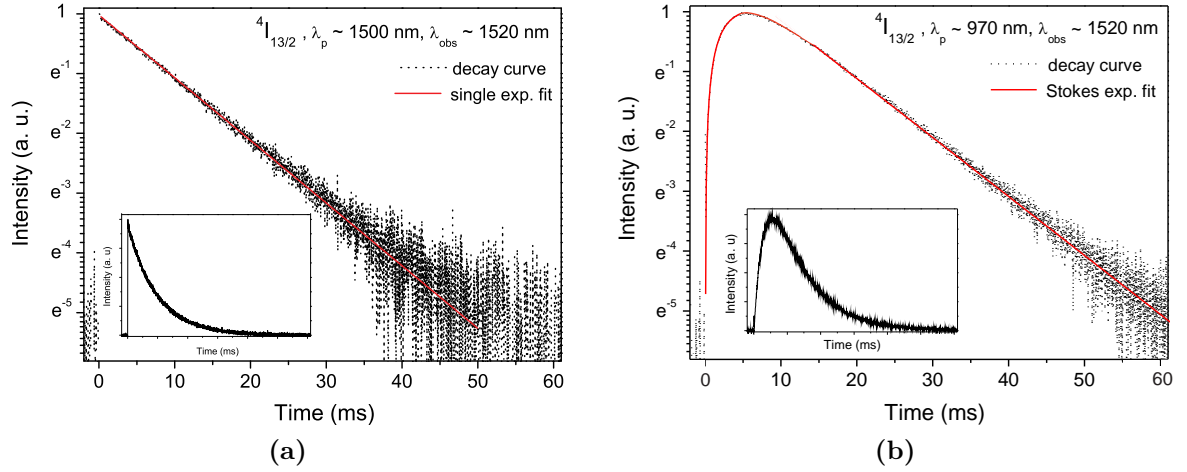 ⁴I₁₃/₂ , λₚ ~ 1500 nm, λobs ~ 1520 nm
decay curve
single exp. fit
Intensity (a. u.)
1
e⁻¹
e⁻²
e⁻³
e⁻⁴
e⁻⁵
Intensity (a. u)
Time (ms)
0 10 20 30 40 50 60
Time (ms)
(a)
⁴I₁₃/₂ , λₚ ~ 970 nm, λobs ~ 1520 nm
decay curve
Stokes exp. fit
Intensity (a. u.)
1
e⁻¹
e⁻²
e⁻³
e⁻⁴
e⁻⁵
Intensity (a. u)
Time (ms)
0 10 20 30 40 50 60
Time (ms)
(b)